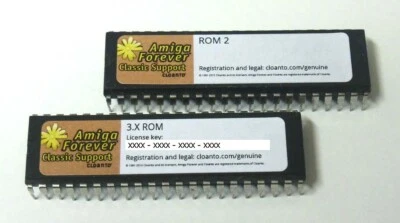 Amiga
Forever
Classic Support
CLOANTO
ROM 2
Registration and legal: cloanto.com/genuine
Amiga
Forever
Classic Support
CLOANTO
3.X ROM
License key:
XXXX - XXXX - XXXX - XXXX
Registration and legal: cloanto.com/genuine